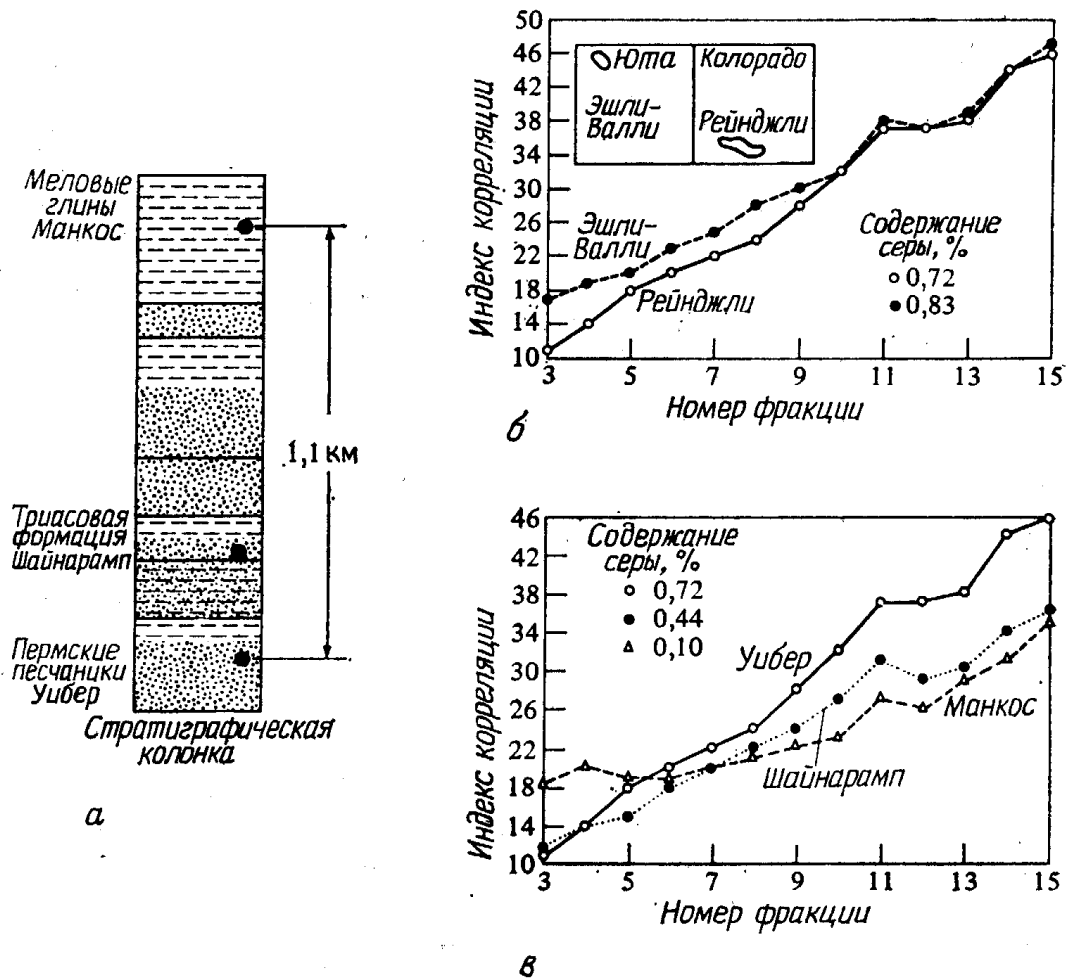 Меловые
глины
Манкос
1,1 км
Триасовая
формация
Шайнарамп
Пермские
песчаники
Уибер
Стратиграфическая
колонка
а
Индекс корреляции
50
46
42
38
34
30
26
22
18
14
10
Юта
Колорадо
Эшли-
Валли
Рейнджли
Эшли-
Валли
Рейнджли
Содержание
серы, %
0,72
0,83
3 5 7 9 11 13 15
Номер фракции
б
Индекс корреляции
46
42
38
34
30
26
22
18
14
10
Содержание
серы, %
0,72
0,44
0,10
Уибер
Манкос
Шайнарамп
3 5 7 9 11 13 15
Номер фракции
в